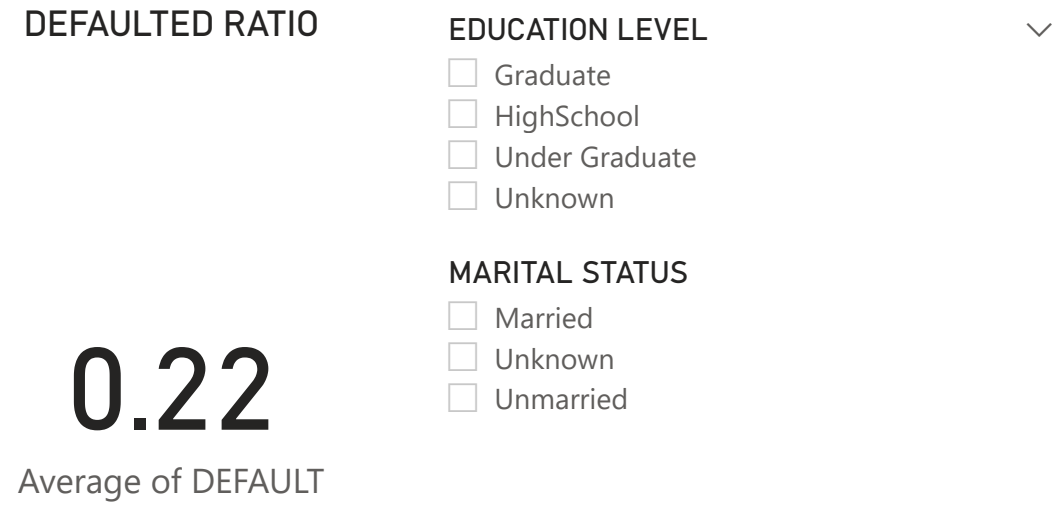 DEFAULTED RATIO
0.22
Average of DEFAULT
EDUCATION LEVEL
Graduate
HighSchool
Under Graduate
Unknown
MARITAL STATUS
Married
Unknown
Unmarried